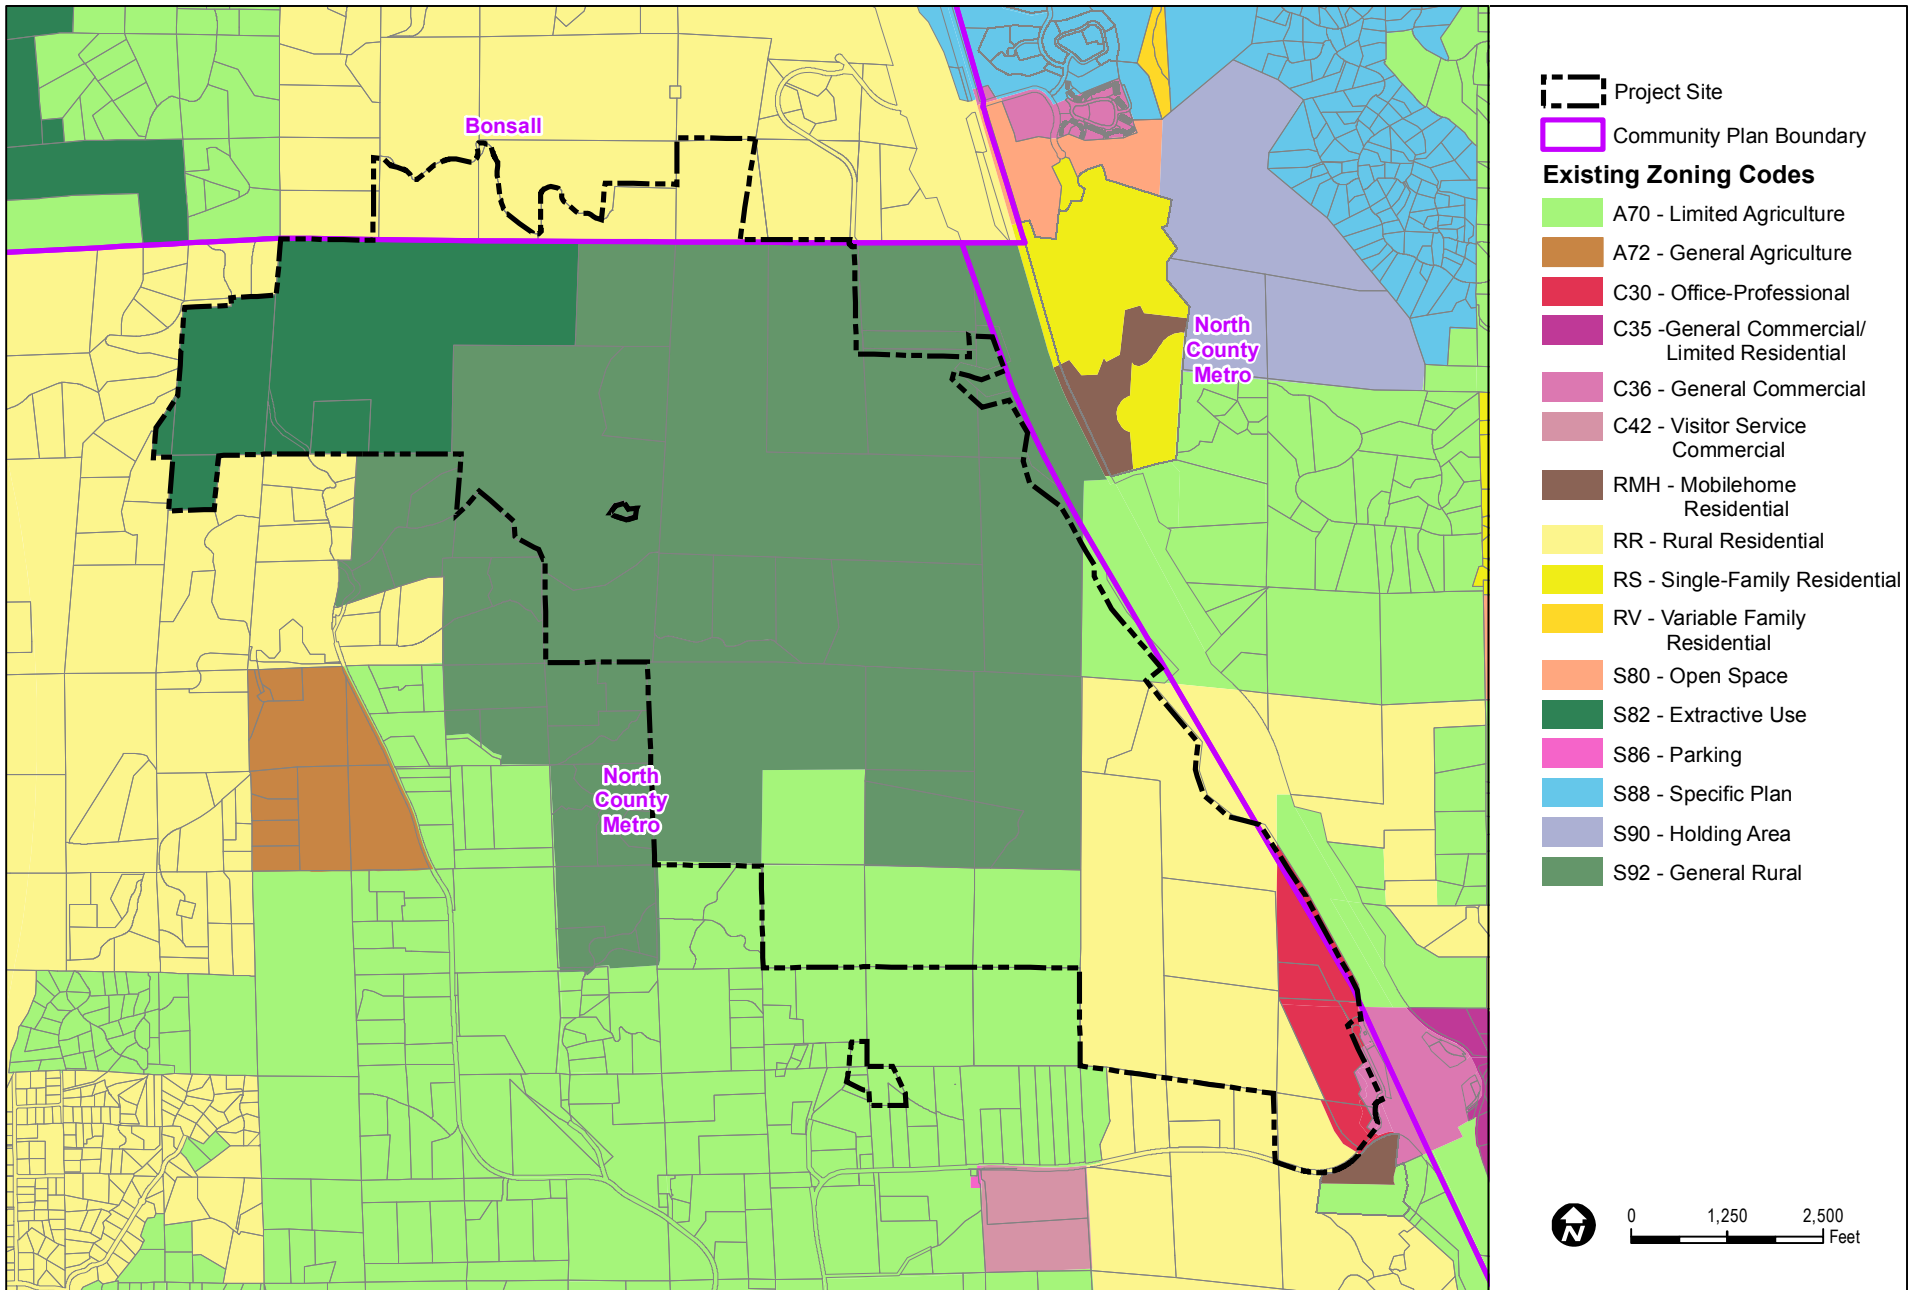 Bonsall
North
County
Metro
North
County
Metro
Project Site
Community Plan Boundary
Existing Zoning Codes
A70 - Limited Agriculture
A72 - General Agriculture
C30 - Office-Professional
C35 -General Commercial/
Limited Residential
C36 - General Commercial
C42 - Visitor Service
Commercial
RMH - Mobilehome
Residential
RR - Rural Residential
RS - Single-Family Residential
RV - Variable Family
Residential
S80 - Open Space
S82 - Extractive Use
S86 - Parking
S88 - Specific Plan
S90 - Holding Area
S92 - General Rural
N
0 1,250 2,500
Feet